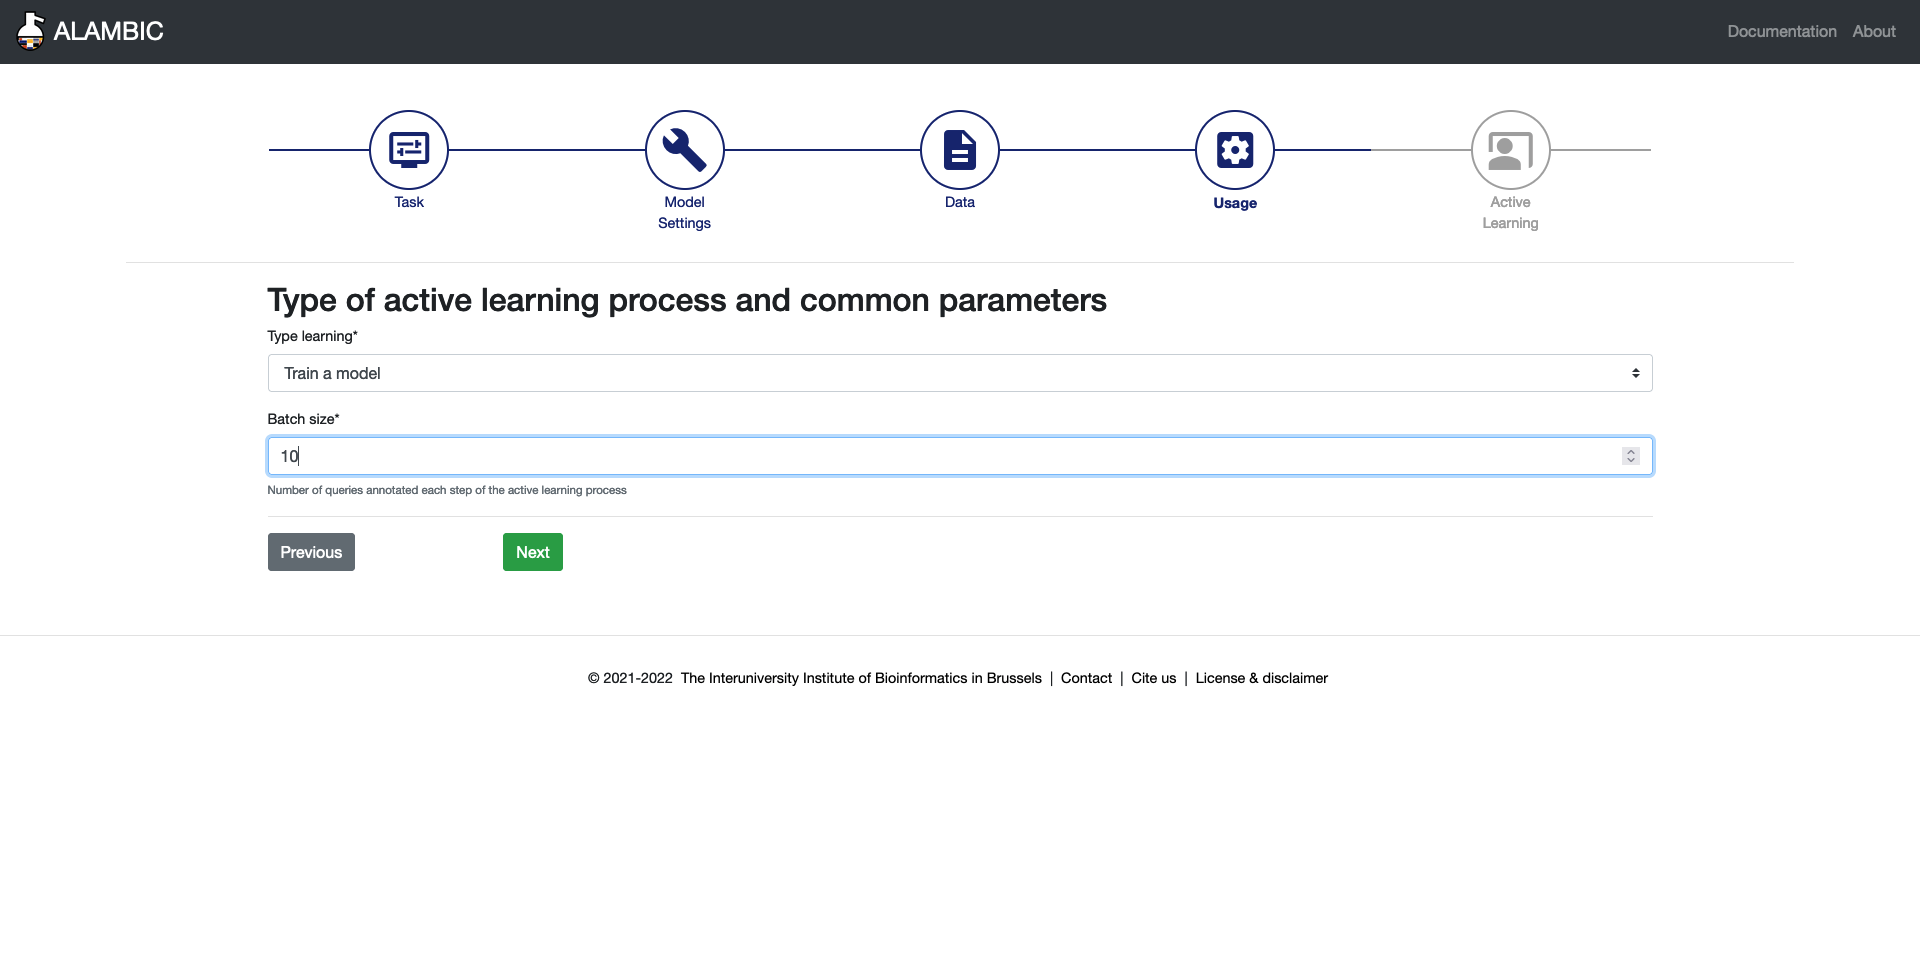 ALAMBIC
Documentation About
Task
Model
Settings
Data
Usage
Active
Learning
Type of active learning process and common parameters
Type learning*
Train a model
Batch size*
10
Number of queries annotated each step of the active learning process
Previous Next
© 2021-2022 The Interuniversity Institute of Bioinformatics in Brussels | Contact | Cite us | License & disclaimer